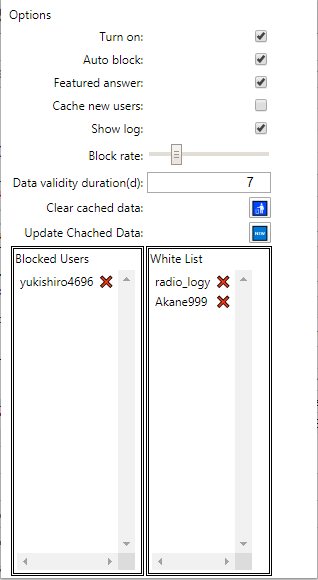 Options
Turn on:
Auto block:
Featured answer:
Cache new users:
Show log:
Block rate:
Data validity duration(d): 7
Clear cached data:
Update Chached Data: NEW
Blocked Users
yukishiro4696
White List
radio_logy
Akane999